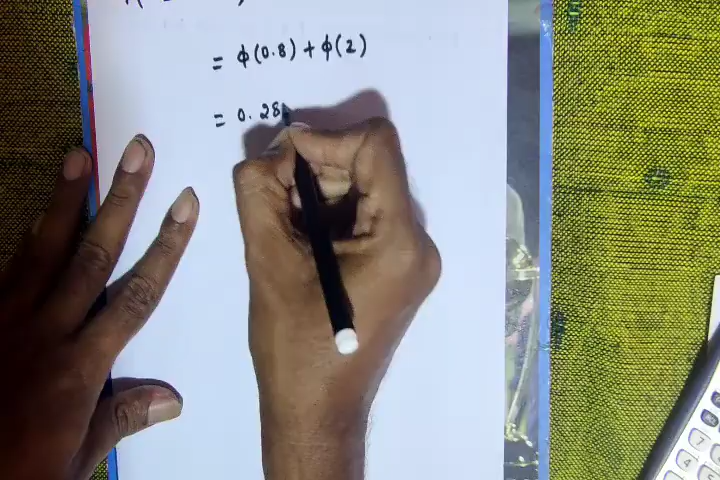 = φ(0.8) + φ(2)
= 0.28